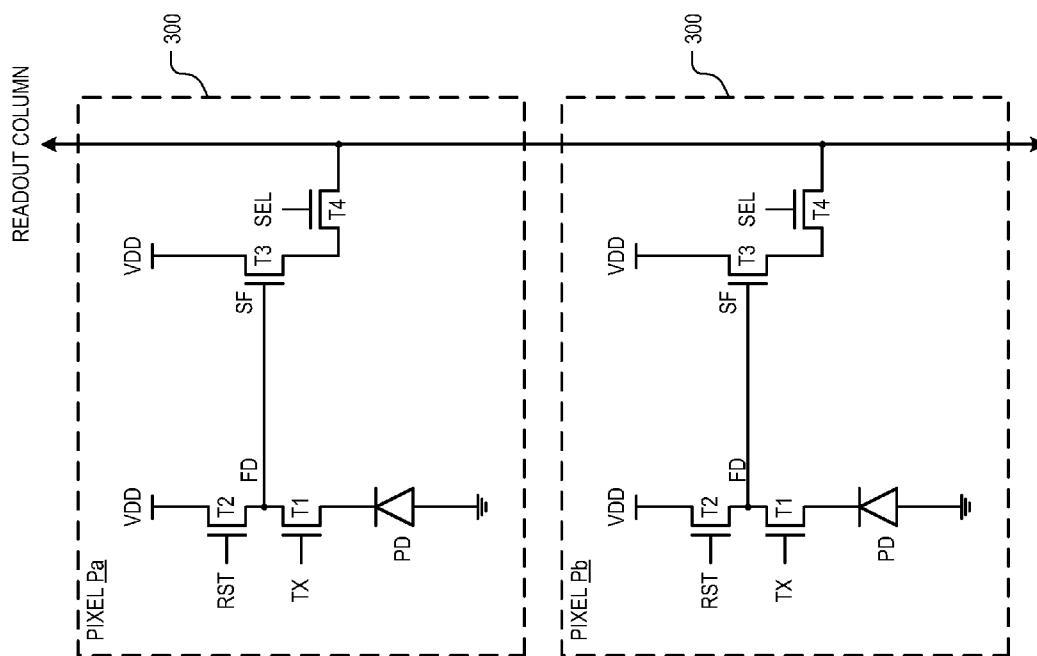 READOUT COLUMN
300
VDD
VDD
SEL
T4
T3
SF
FD
T2
T1
RST
TX
PD
PIXEL Pa
300
VDD
VDD
SEL
T4
T3
SF
FD
T2
T1
RST
TX
PD
PIXEL Pb